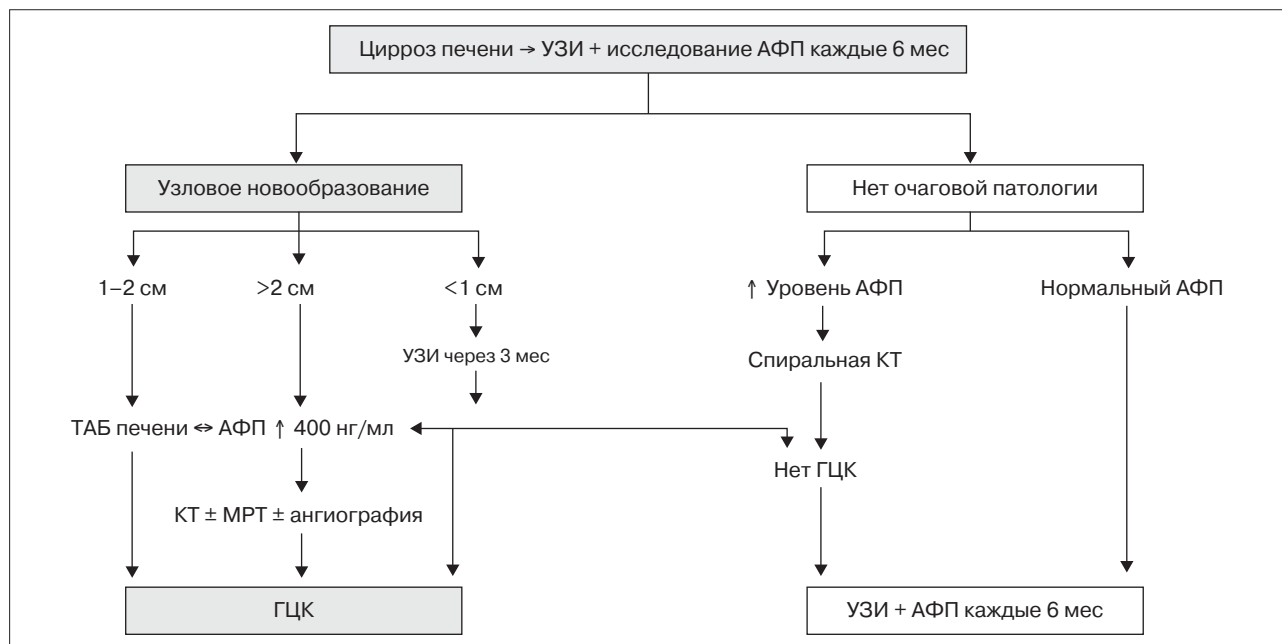 Цирроз печени → УЗИ + исследование АФП каждые 6 мес
Узловое новообразование
Нет очаговой патологии
1–2 см
>2 см
<1 см
↑ Уровень АФП
Нормальный АФП
УЗИ через 3 мес
Спиральная КТ
ТАБ печени ⇔ АФП ↑ 400 нг/мл
Нет ГЦК
КТ ± МРТ ± ангиография
ГЦК
УЗИ + АФП каждые 6 мес